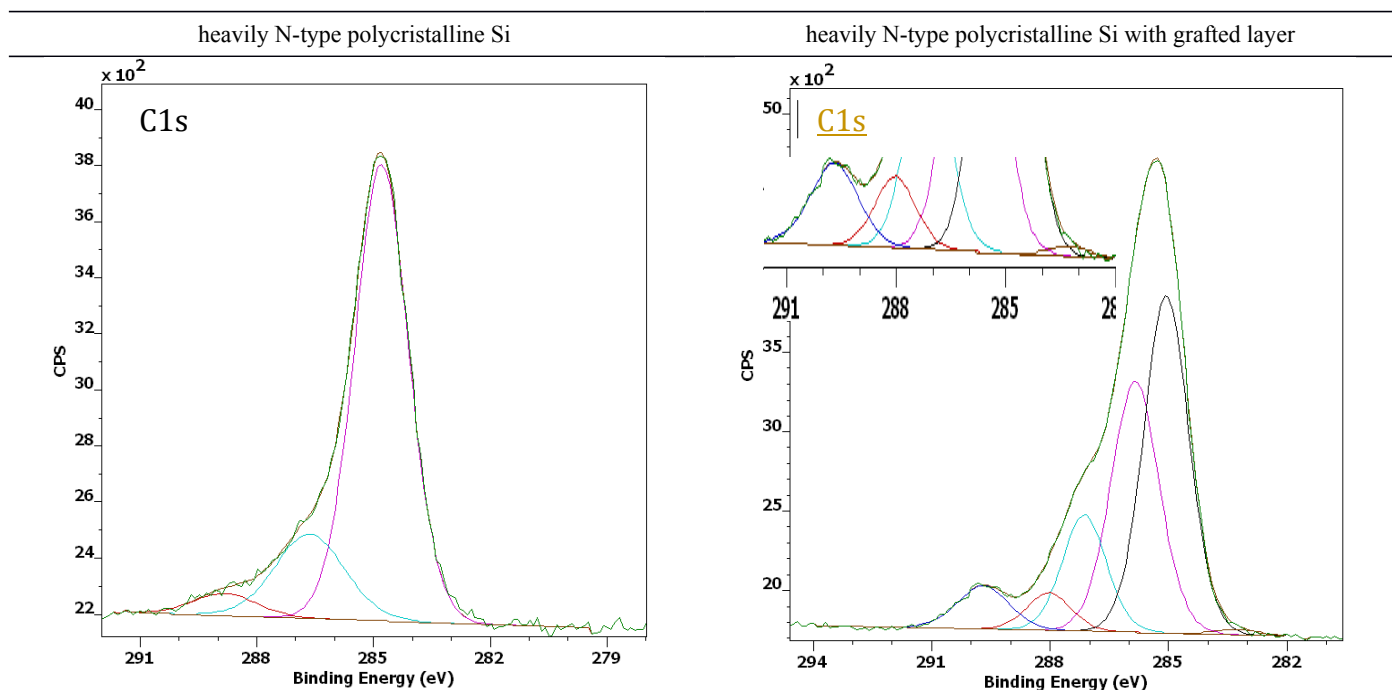 heavily N-type polycristalline Si
heavily N-type polycristalline Si with grafted layer
x 10²
C1s
40
38
36
34
32
30
28
26
24
22
CPS
291 288 285 282 279
Binding Energy (eV)
x 10²
C1s
50
291 288 285 28
35
30
25
20
CPS
294 291 288 285 282
Binding Energy (eV)